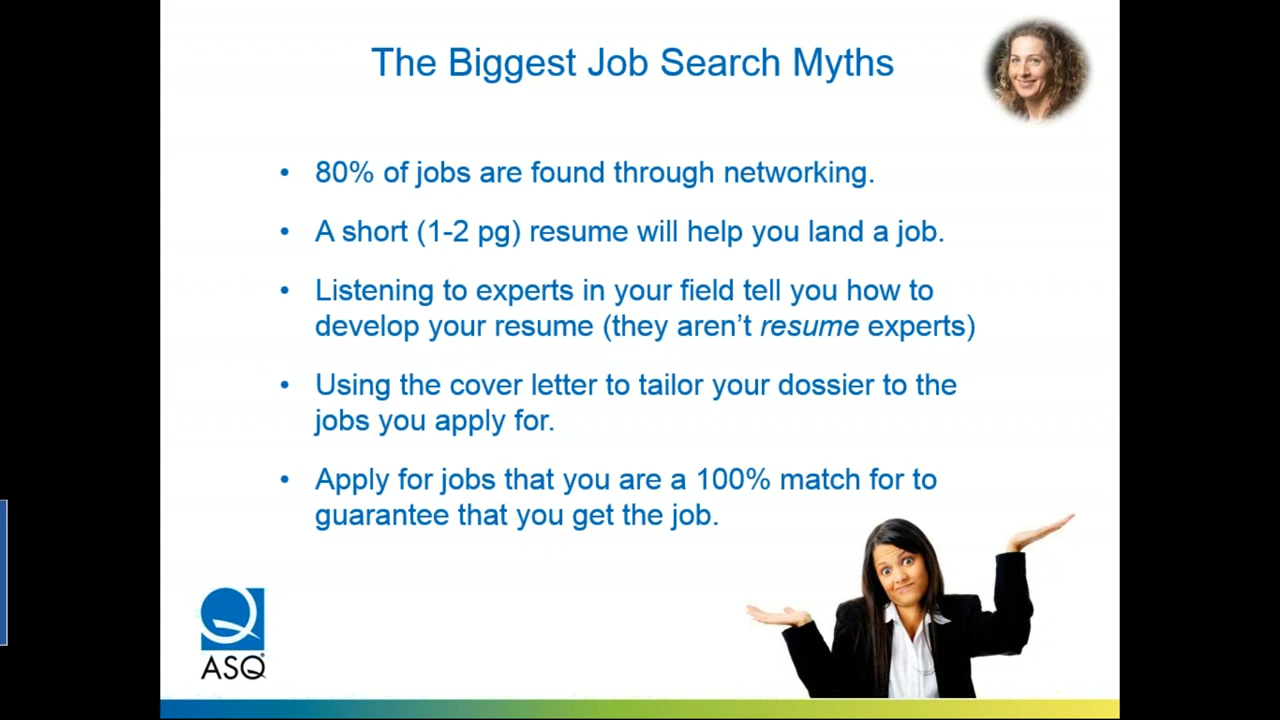 The Biggest Job Search Myths
• 80% of jobs are found through networking.
• A short (1-2 pg) resume will help you land a job.
• Listening to experts in your field tell you how to
develop your resume (they aren’t resume experts)
• Using the cover letter to tailor your dossier to the
jobs you apply for.
• Apply for jobs that you are a 100% match for to
guarantee that you get the job.
ASQ